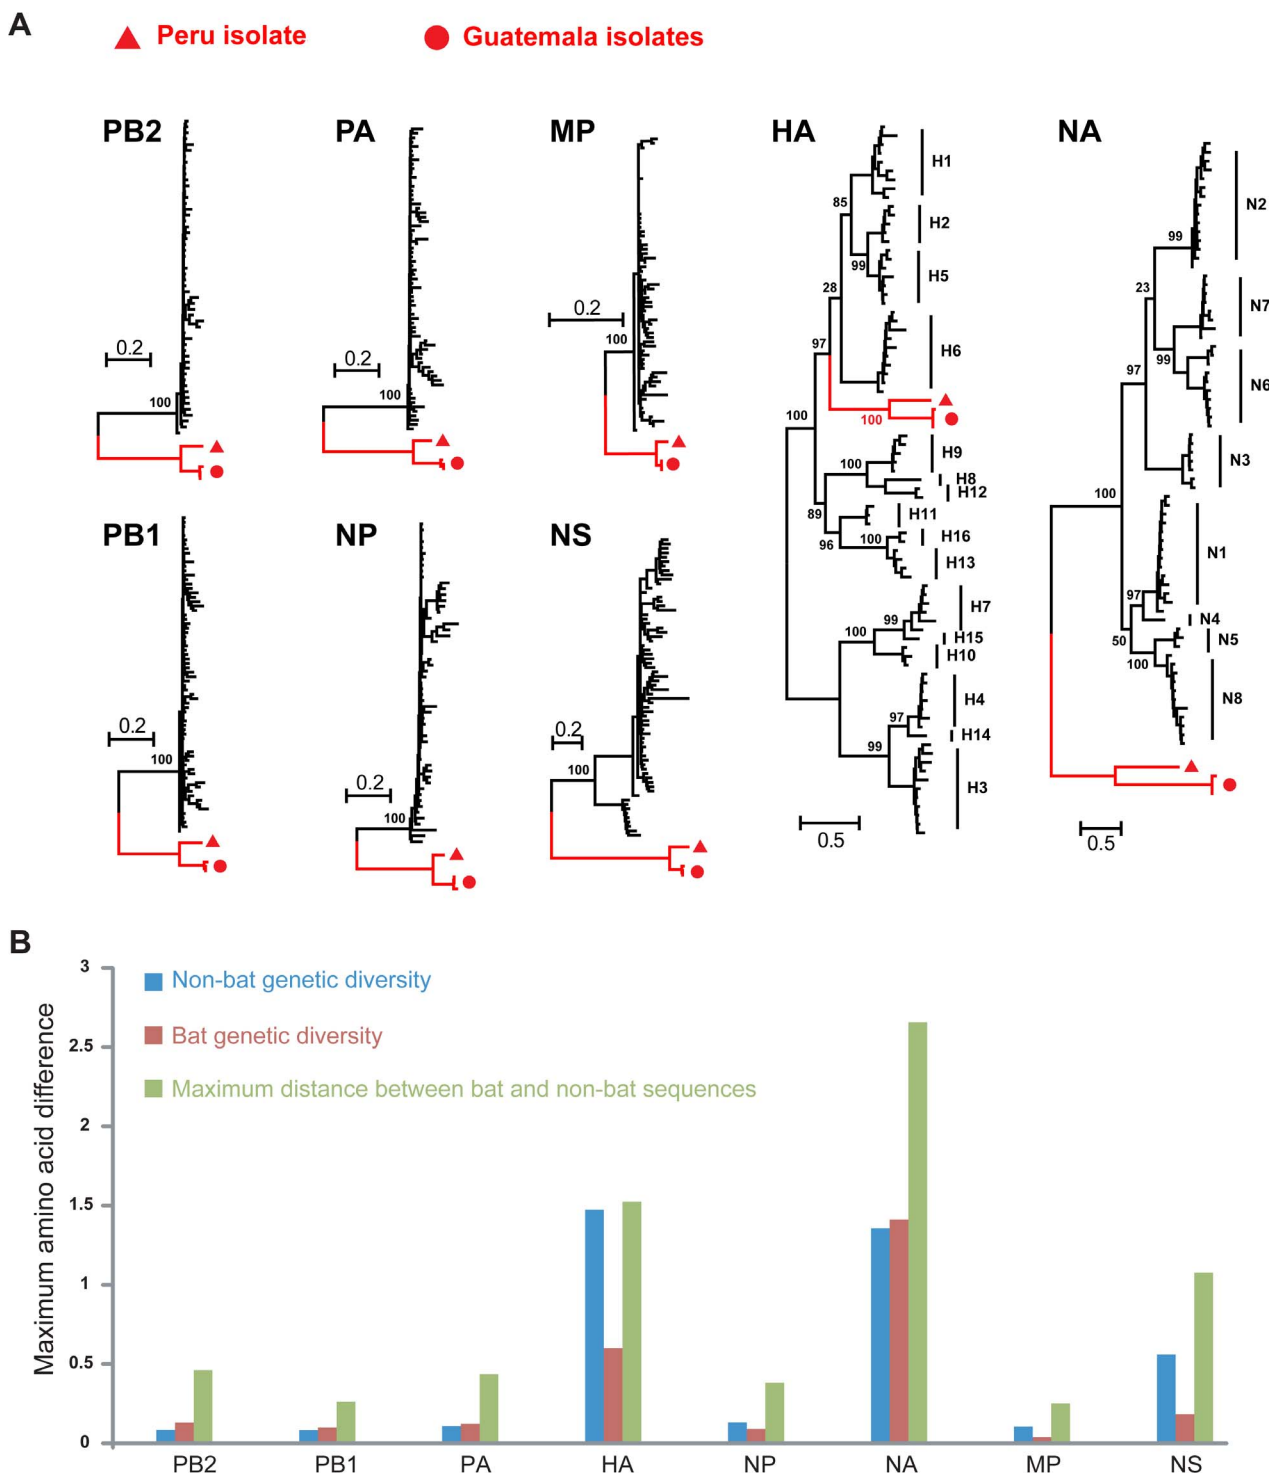 A
Peru isolate
Guatemala isolates
PB2
0.2
100
PA
0.2
100
MP
0.2
100
HA
H1
85
H2
99
H5
28
H6
97
100
100
H9
100
H8
H12
89
H11
96
100
H16
H13
H7
99
100
H15
H10
H4
97
H14
99
H3
0.5
NA
N2
99
23
N7
99
97
N6
N3
100
N1
97
N4
50
N5
100
N8
0.5
PB1
0.2
100
NP
0.2
100
NS
0.2
100
B
Maximum amino acid difference
3
2.5
2
1.5
1
0.5
0
Non-bat genetic diversity
Bat genetic diversity
Maximum distance between bat and non-bat sequences
PB2
PB1
PA
HA
NP
NA
MP
NS